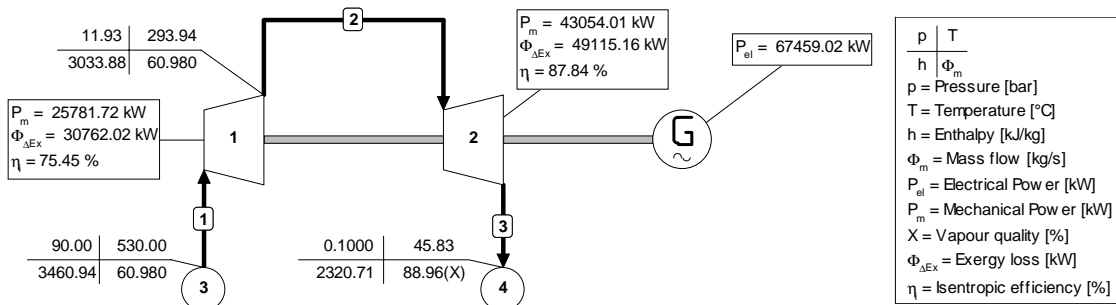 2
11.93 293.94
3033.88 60.980
P_m = 43054.01 kW
Φ_ΔEx = 49115.16 kW
η = 87.84 %
P_el = 67459.02 kW
P_m = 25781.72 kW
Φ_ΔEx = 30762.02 kW
η = 75.45 %
1
2
G
~
1
3
90.00 530.00
3460.94 60.980
3
0.1000 45.83
2320.71 88.96(X)
4
p T
h Φ_m
p = Pressure [bar]
T = Temperature [°C]
h = Enthalpy [kJ/kg]
Φ_m = Mass flow [kg/s]
P_el = Electrical Power [kW]
P_m = Mechanical Power [kW]
X = Vapour quality [%]
Φ_ΔEx = Exergy loss [kW]
η = Isentropic efficiency [%]